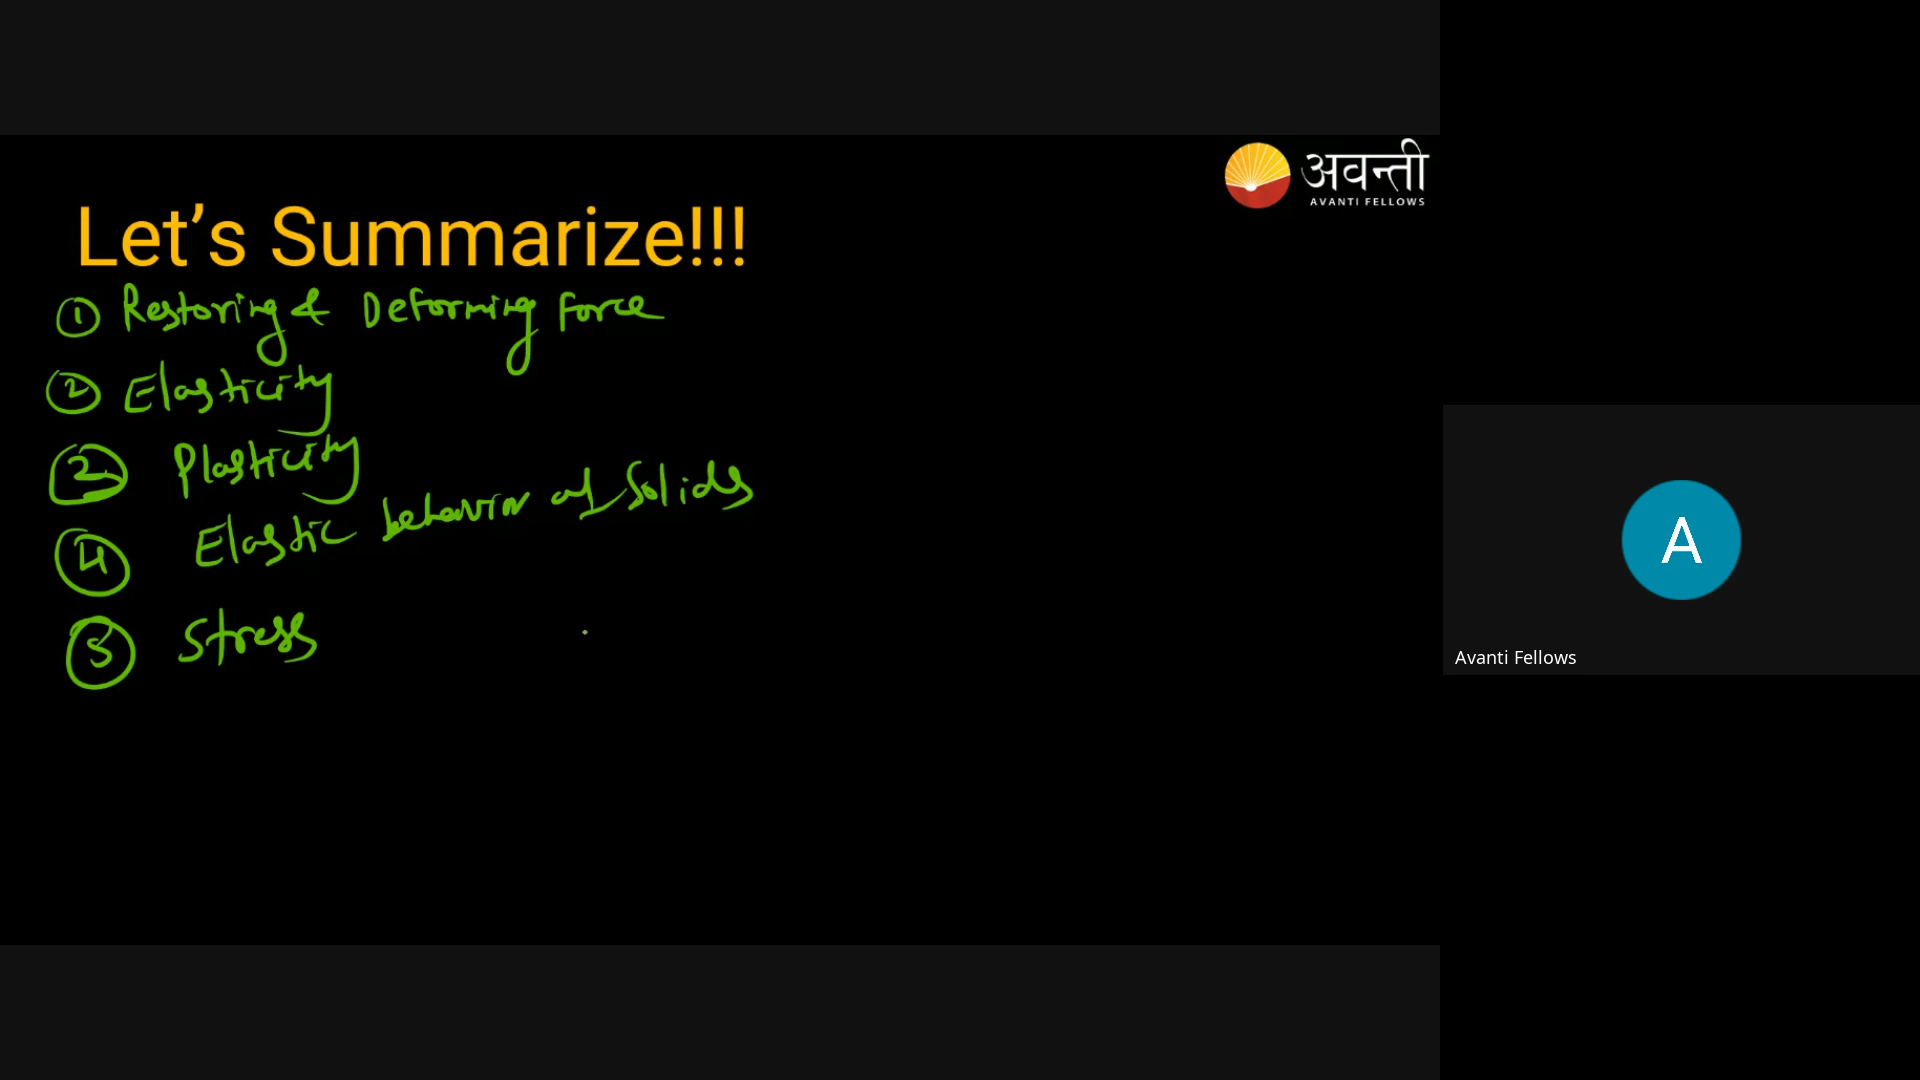 अवन्ती
AVANTI FELLOWS
Let's Summarize!!!
① Restoring & Deforming force
② Elasticity
② Plasticity
④ Elastic behavior of Solids
⑤ Stress
A
Avanti Fellows